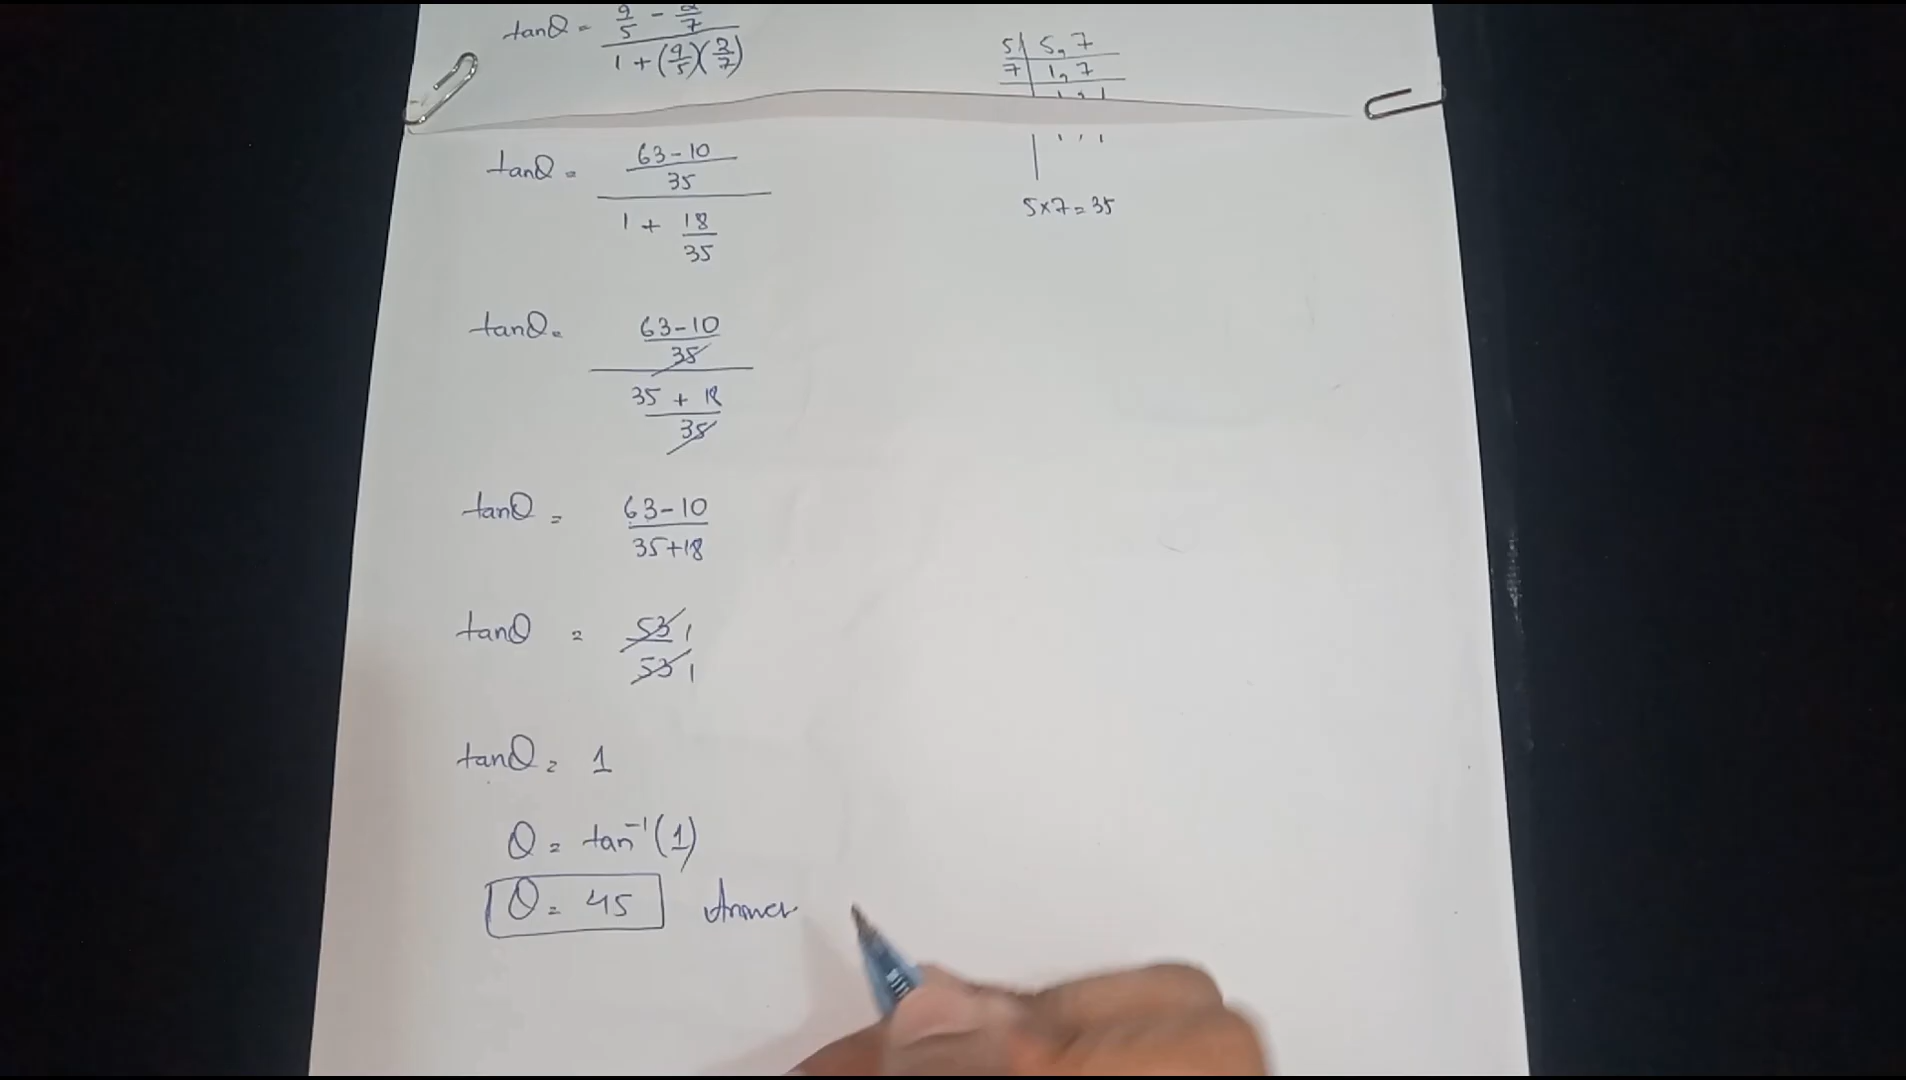 tanθ = 9/5 - 2/7 / 1 + (9/5)(2/7)
5 | 5, 7
7 | 1, 7
| 1, 1
tanθ = 63-10/35 / 1 + 18/35
5×7=35
tanθ = 63-10/35 / 35 + 18/35
tanθ = 63-10/35+18
tanθ = 53 1/53 1
tanθ = 1
θ = tan⁻¹(1)
θ = 45 Answer